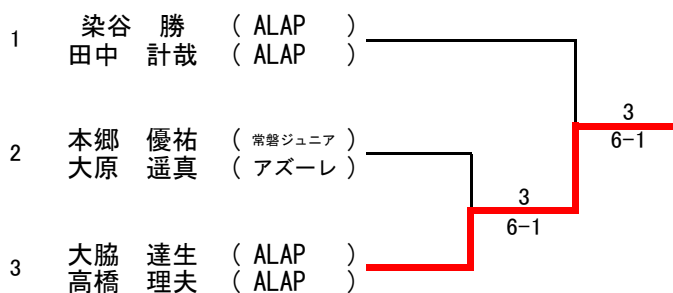 1 染谷 勝 ( ALAP )
田中 計哉 ( ALAP )
3
6-1
2 本郷 優祐 ( 常磐ジュニア )
大原 遥真 ( アズーレ )
3
6-1
3 大脇 達生 ( ALAP )
高橋 理夫 ( ALAP )